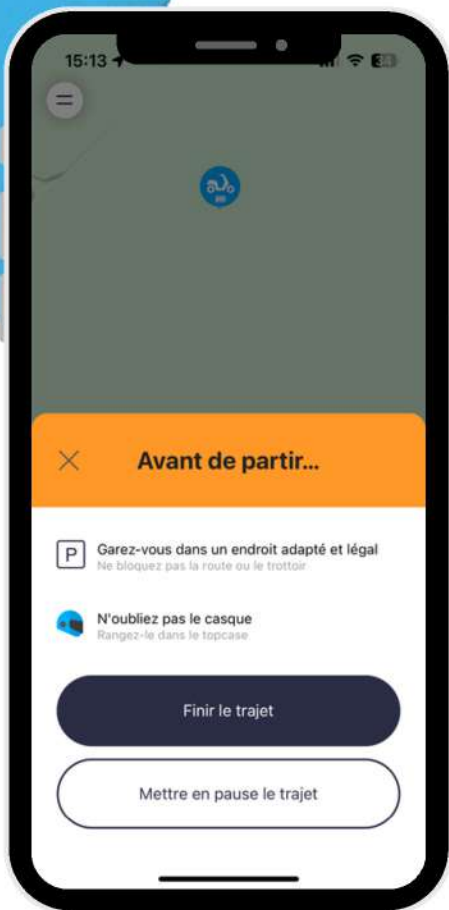 15:13
34
Avant de partir...
P
Garez-vous dans un endroit adapté et légal
Ne bloquez pas la route ou le trottoir
N'oubliez pas le casque
Rangez-le dans le topcase
Finir le trajet
Mettre en pause le trajet